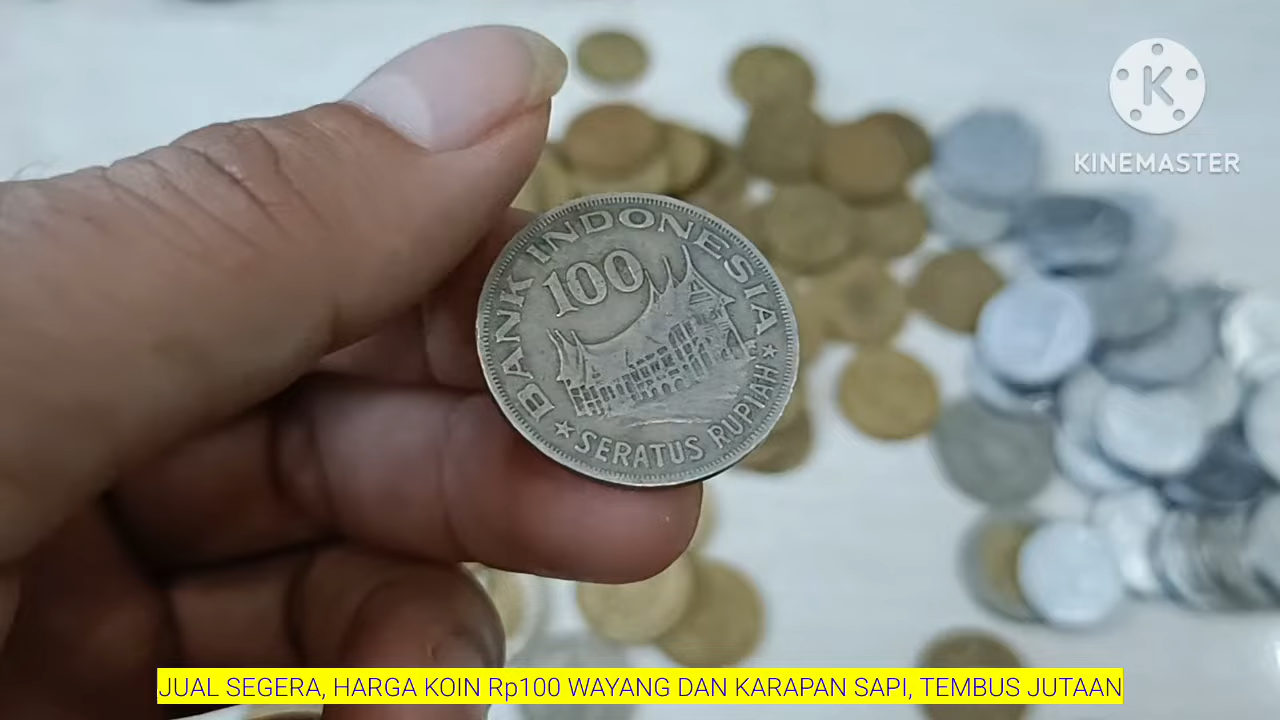 KINEMASTER
BANK INDONESIA
100
SERATUS RUPIAH
JUAL SEGERA, HARGA KOIN Rp100 WAYANG DAN KARAPAN SAPI, TEMBUS JUTAAN